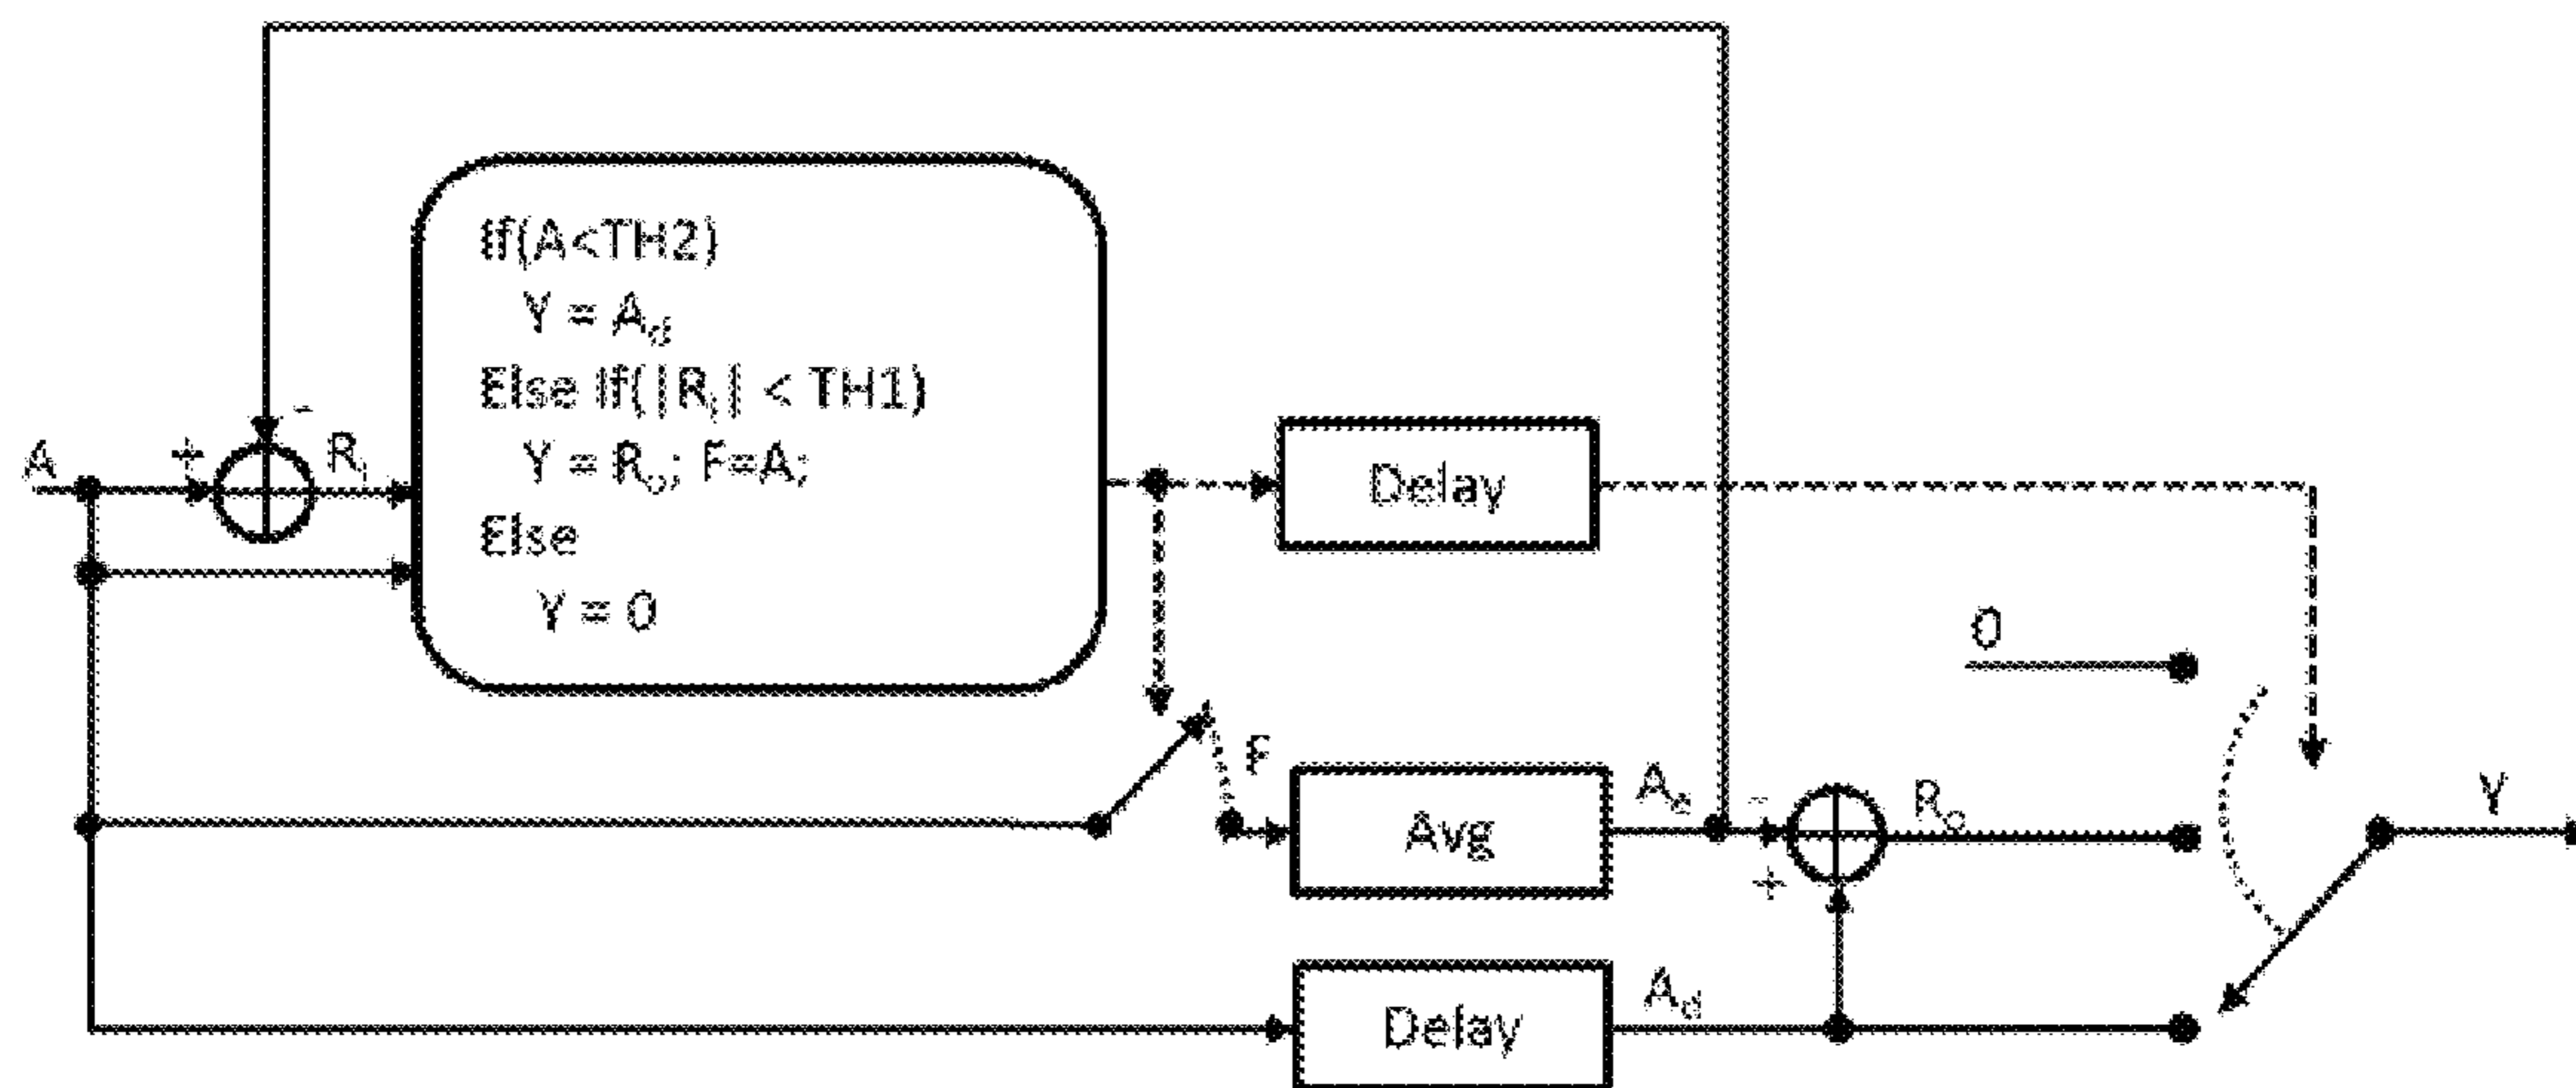 If(A<TH2)
Y = A_d
Else If(|R_i| < TH1)
Y = R_o; F=A;
Else
Y = 0
A
+
-
R_i
Delay
0
F
Avg
A_e
-
+
R_o
Y
Delay
A_d